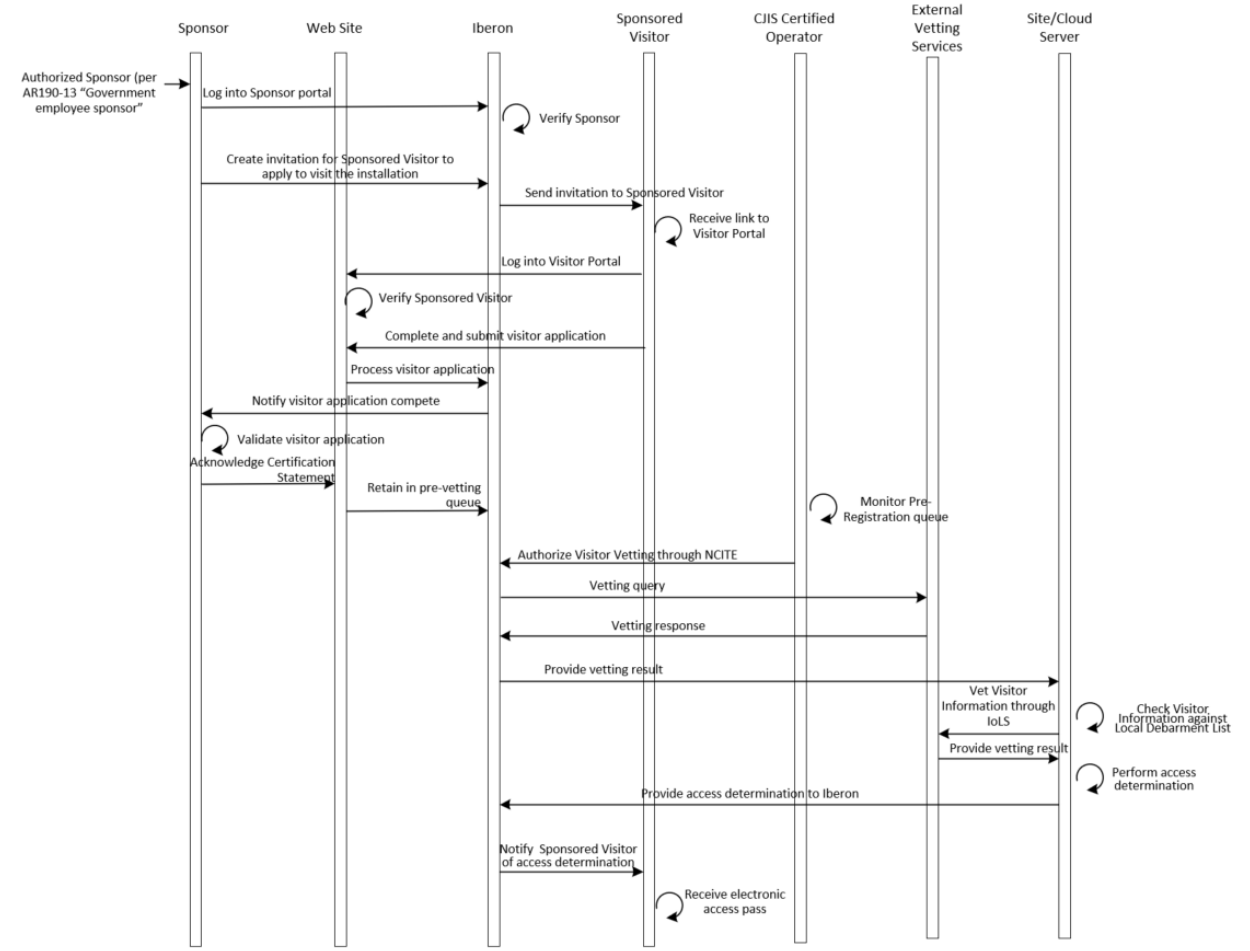 Sponsor
Web Site
Iberon
Sponsored
Visitor
CJIS Certified
Operator
External
Vetting
Services
Site/Cloud
Server
Authorized Sponsor (per
AR190-13 “Government
employee sponsor”
Log into Sponsor portal
Verify Sponsor
Create invitation for Sponsored Visitor to
apply to visit the installation
Send invitation to Sponsored Visitor
Receive link to
Visitor Portal
Log into Visitor Portal
Verify Sponsored Visitor
Complete and submit visitor application
Process visitor application
Notify visitor application compete
Validate visitor application
Acknowledge Certification
Statement
Retain in pre-vetting
queue
Monitor Pre-
Registration queue
Authorize Visitor Vetting through NCITE
Vetting query
Vetting response
Provide vetting result
Vet Visitor
Information through
IoLS
Check Visitor
Information against
Local Debarment List
Provide vetting result
Perform access
determination
Provide access determination to Iberon
Notify Sponsored Visitor
of access determination
Receive electronic
access pass